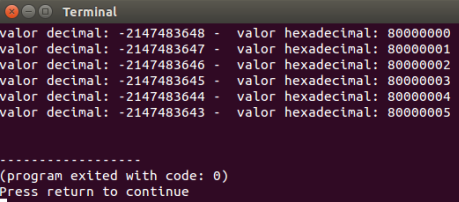 Terminal
valor decimal: -2147483648 -  valor hexadecimal: 80000000
valor decimal: -2147483647 -  valor hexadecimal: 80000001
valor decimal: -2147483646 -  valor hexadecimal: 80000002
valor decimal: -2147483645 -  valor hexadecimal: 80000003
valor decimal: -2147483644 -  valor hexadecimal: 80000004
valor decimal: -2147483643 -  valor hexadecimal: 80000005
------------------
(program exited with code: 0)
Press return to continue